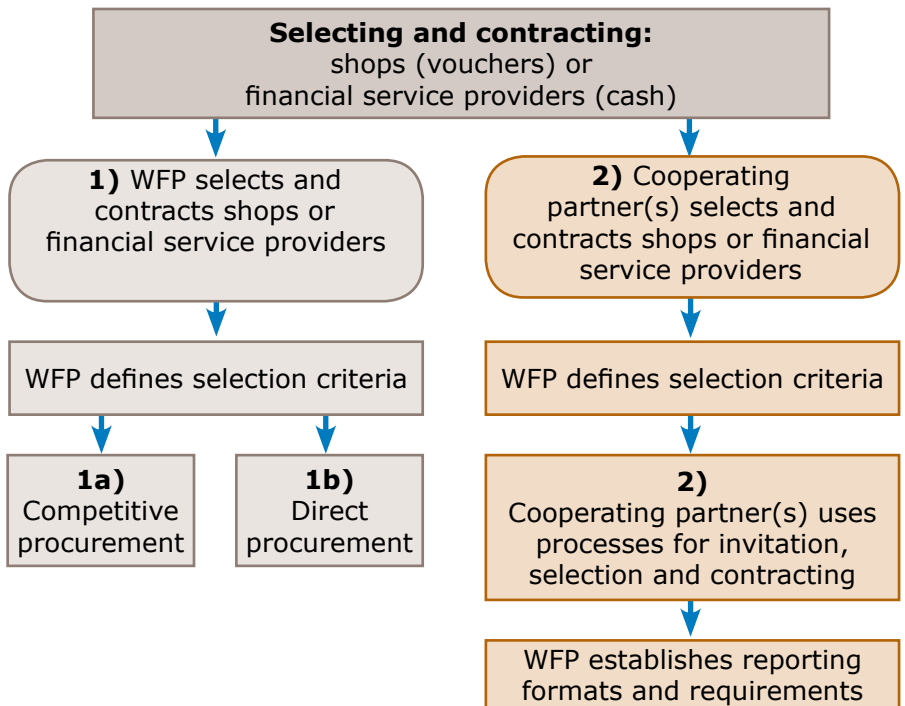 Selecting and contracting:
shops (vouchers) or
financial service providers (cash)
1) WFP selects and
contracts shops or
financial service providers
2) Cooperating
partner(s) selects and
contracts shops or financial
service providers
WFP defines selection criteria
WFP defines selection criteria
1a)
Competitive
procurement
1b)
Direct
procurement
2)
Cooperating partner(s) uses
processes for invitation,
selection and contracting
WFP establishes reporting
formats and requirements